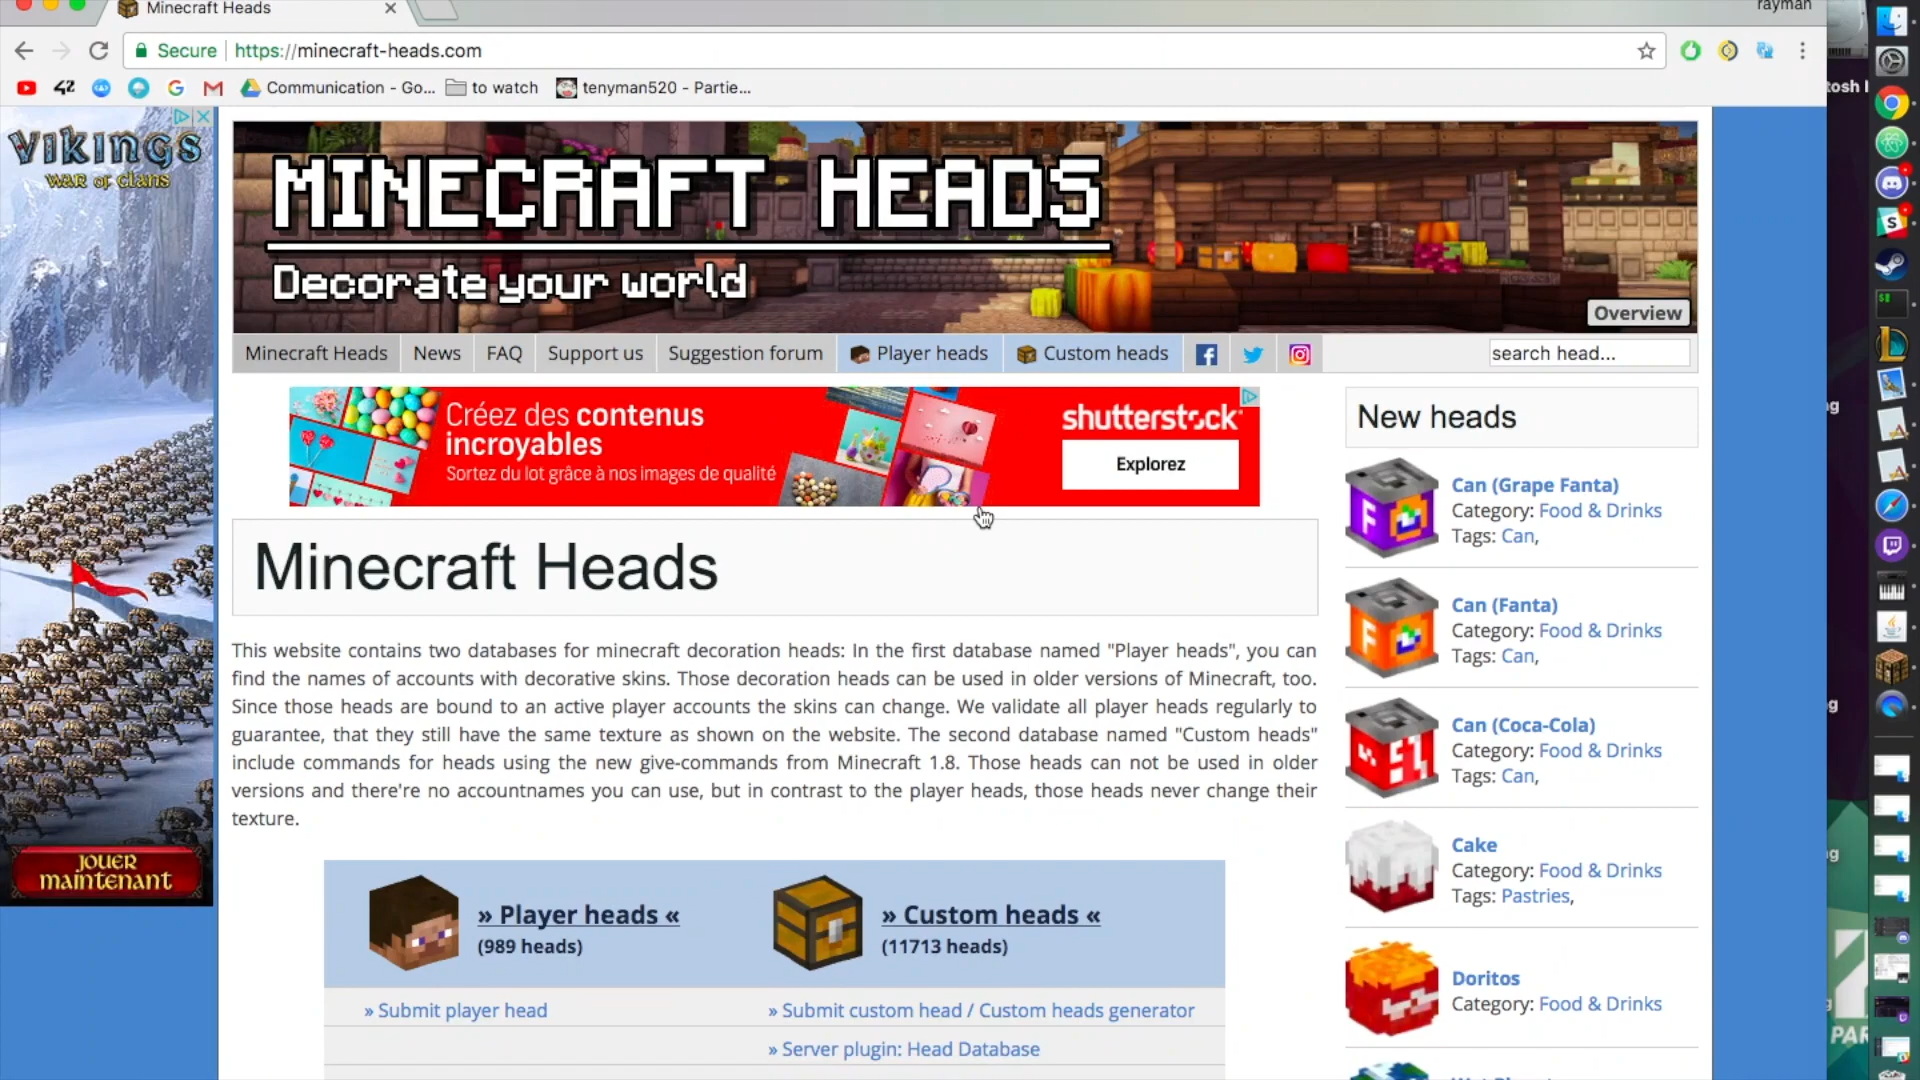 Minecraft Heads
rayman
Secure https://minecraft-heads.com
Communication - Go...
to watch
tenyman520 - Partie...
tosh
VIKINGS
WAR OF CLANS
JOUER
MAINTENANT
MINECRAFT HEADS
Decorate your world
Overview
Minecraft Heads
News
FAQ
Support us
Suggestion forum
Player heads
Custom heads
search head...
Créez des contenus
incroyables
Sortez du lot grâce à nos images de qualité
shutterstock
Explorez
Minecraft Heads
This website contains two databases for minecraft decoration heads: In the first database named "Player heads", you can
find the names of accounts with decorative skins. Those decoration heads can be used in older versions of Minecraft, too.
Since those heads are bound to an active player accounts the skins can change. We validate all player heads regularly to
guarantee, that they still have the same texture as shown on the website. The second database named "Custom heads"
include commands for heads using the new give-commands from Minecraft 1.8. Those heads can not be used in older
versions and there're no accountnames you can use, but in contrast to the player heads, those heads never change their
texture.
» Player heads «
(989 heads)
» Custom heads «
(11713 heads)
» Submit player head
» Submit custom head / Custom heads generator
» Server plugin: Head Database
New heads
Can (Grape Fanta)
Category: Food & Drinks
Tags: Can,
Can (Fanta)
Category: Food & Drinks
Tags: Can,
Can (Coca-Cola)
Category: Food & Drinks
Tags: Can,
Cake
Category: Food & Drinks
Tags: Pastries,
Doritos
Category: Food & Drinks
PAR